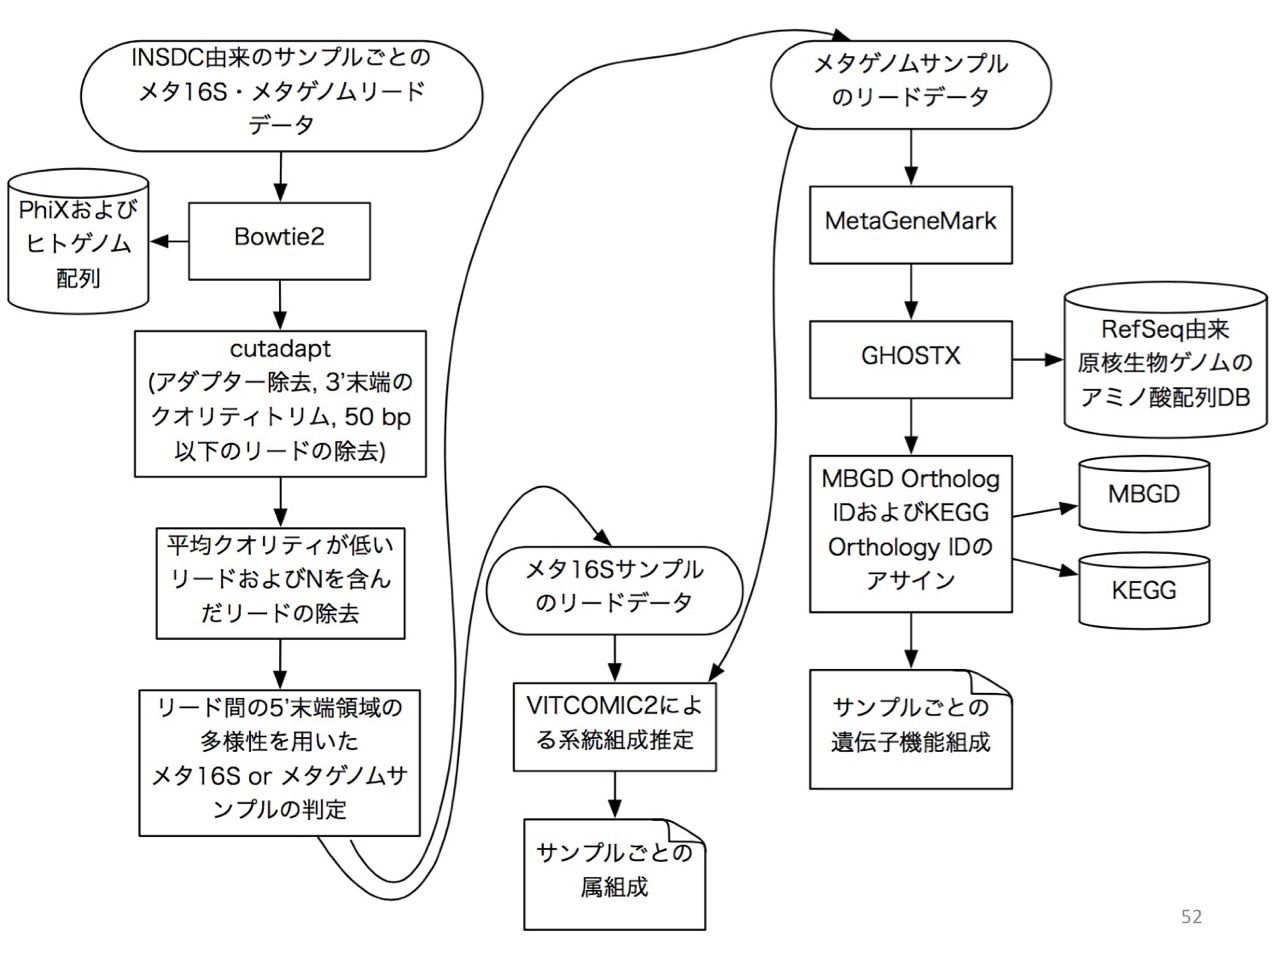 INSDC由来のサンプルごとの
メタ16S・メタゲノムリード
データ
PhiXおよび
ヒトゲノム
配列
Bowtie2
cutadapt
(アダプター除去, 3’末端の
クオリティトリム, 50 bp
以下のリードの除去)
平均クオリティが低い
リードおよびNを含ん
だリードの除去
リード間の5’末端領域の
多様性を用いた
メタ16S or メタゲノムサ
ンプルの判定
メタ16Sサンプル
のリードデータ
VITCOMIC2によ
る系統組成推定
サンプルごとの
属組成
メタゲノムサンプル
のリードデータ
MetaGeneMark
GHOSTX
RefSeq由来
原核生物ゲノムの
アミノ酸配列DB
MBGD Ortholog
IDおよびKEGG
Orthology IDの
アサイン
MBGD
KEGG
サンプルごとの
遺伝子機能組成
52